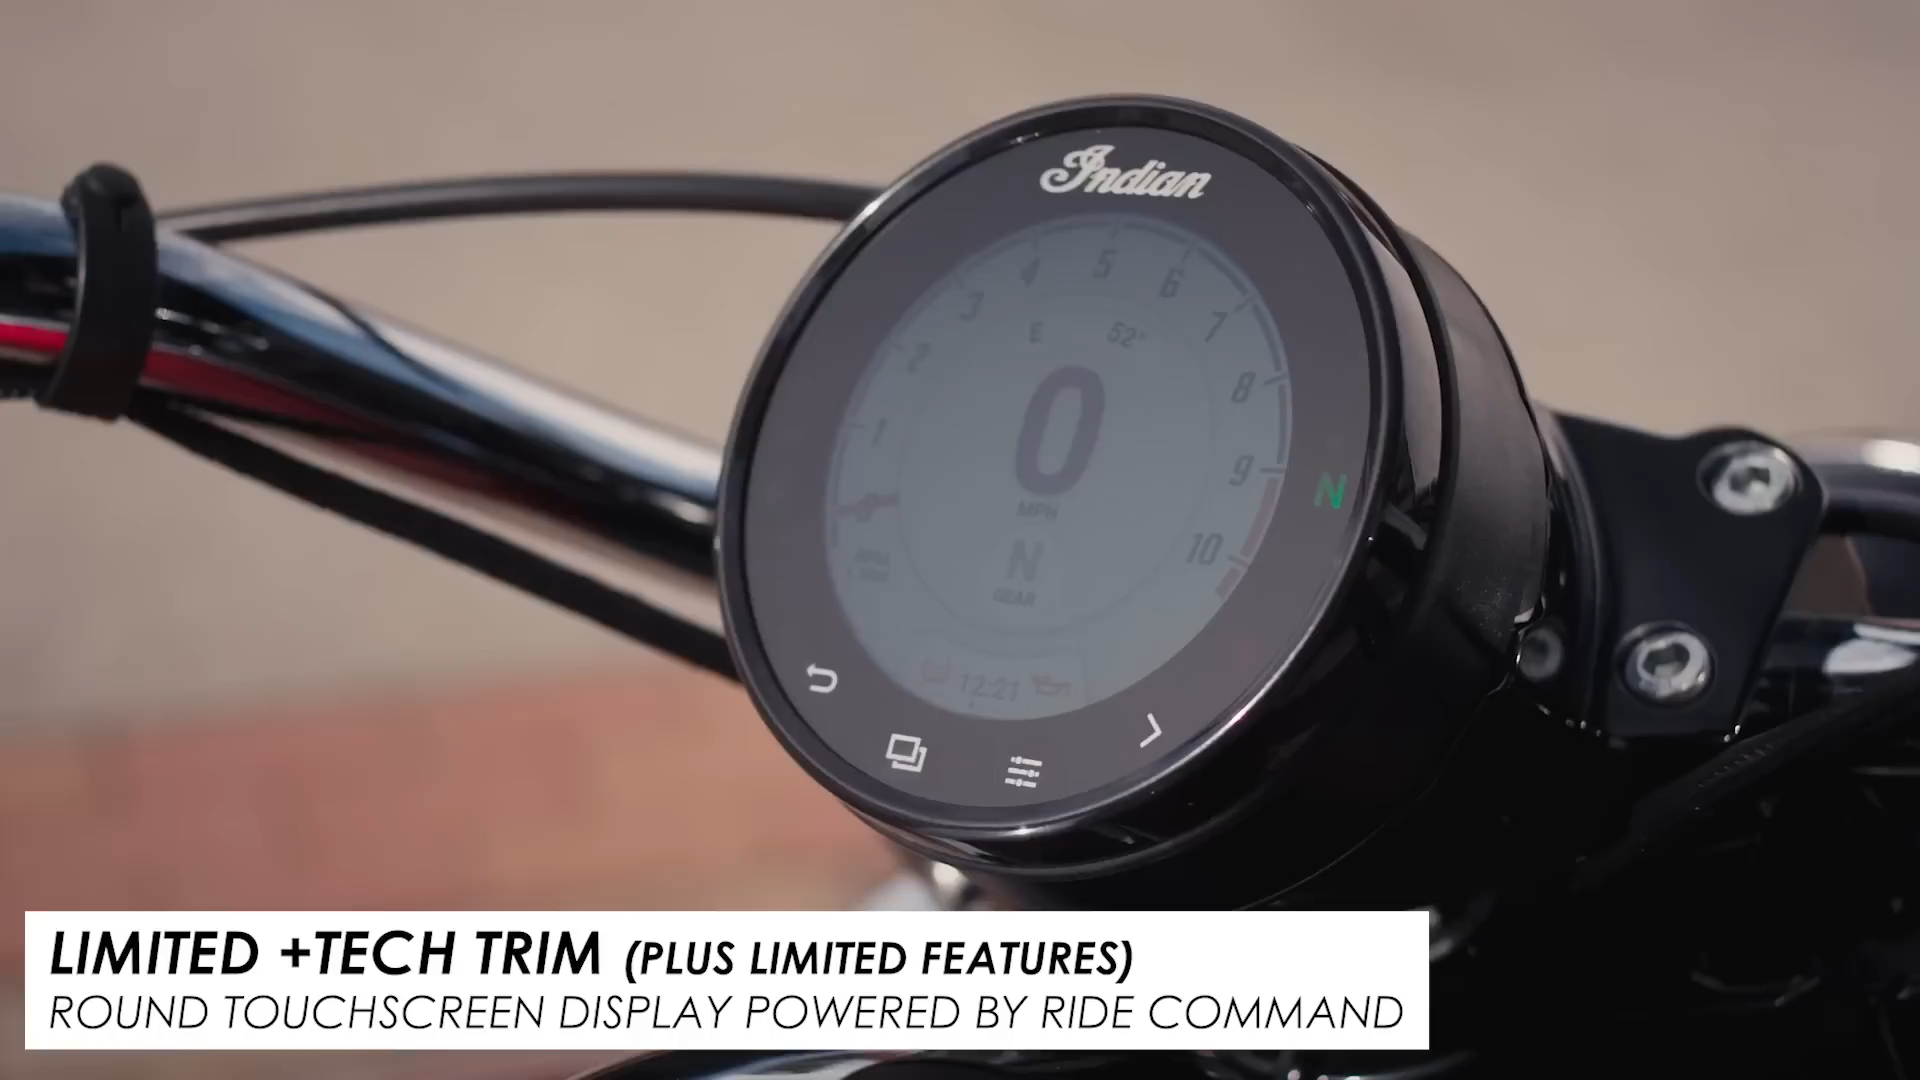 Indian
4
5
6
3
7
E
52°
2
8
0
1
9
MPH
N
0
N
10
GEAR
12:21
LIMITED +TECH TRIM (PLUS LIMITED FEATURES)
ROUND TOUCHSCREEN DISPLAY POWERED BY RIDE COMMAND